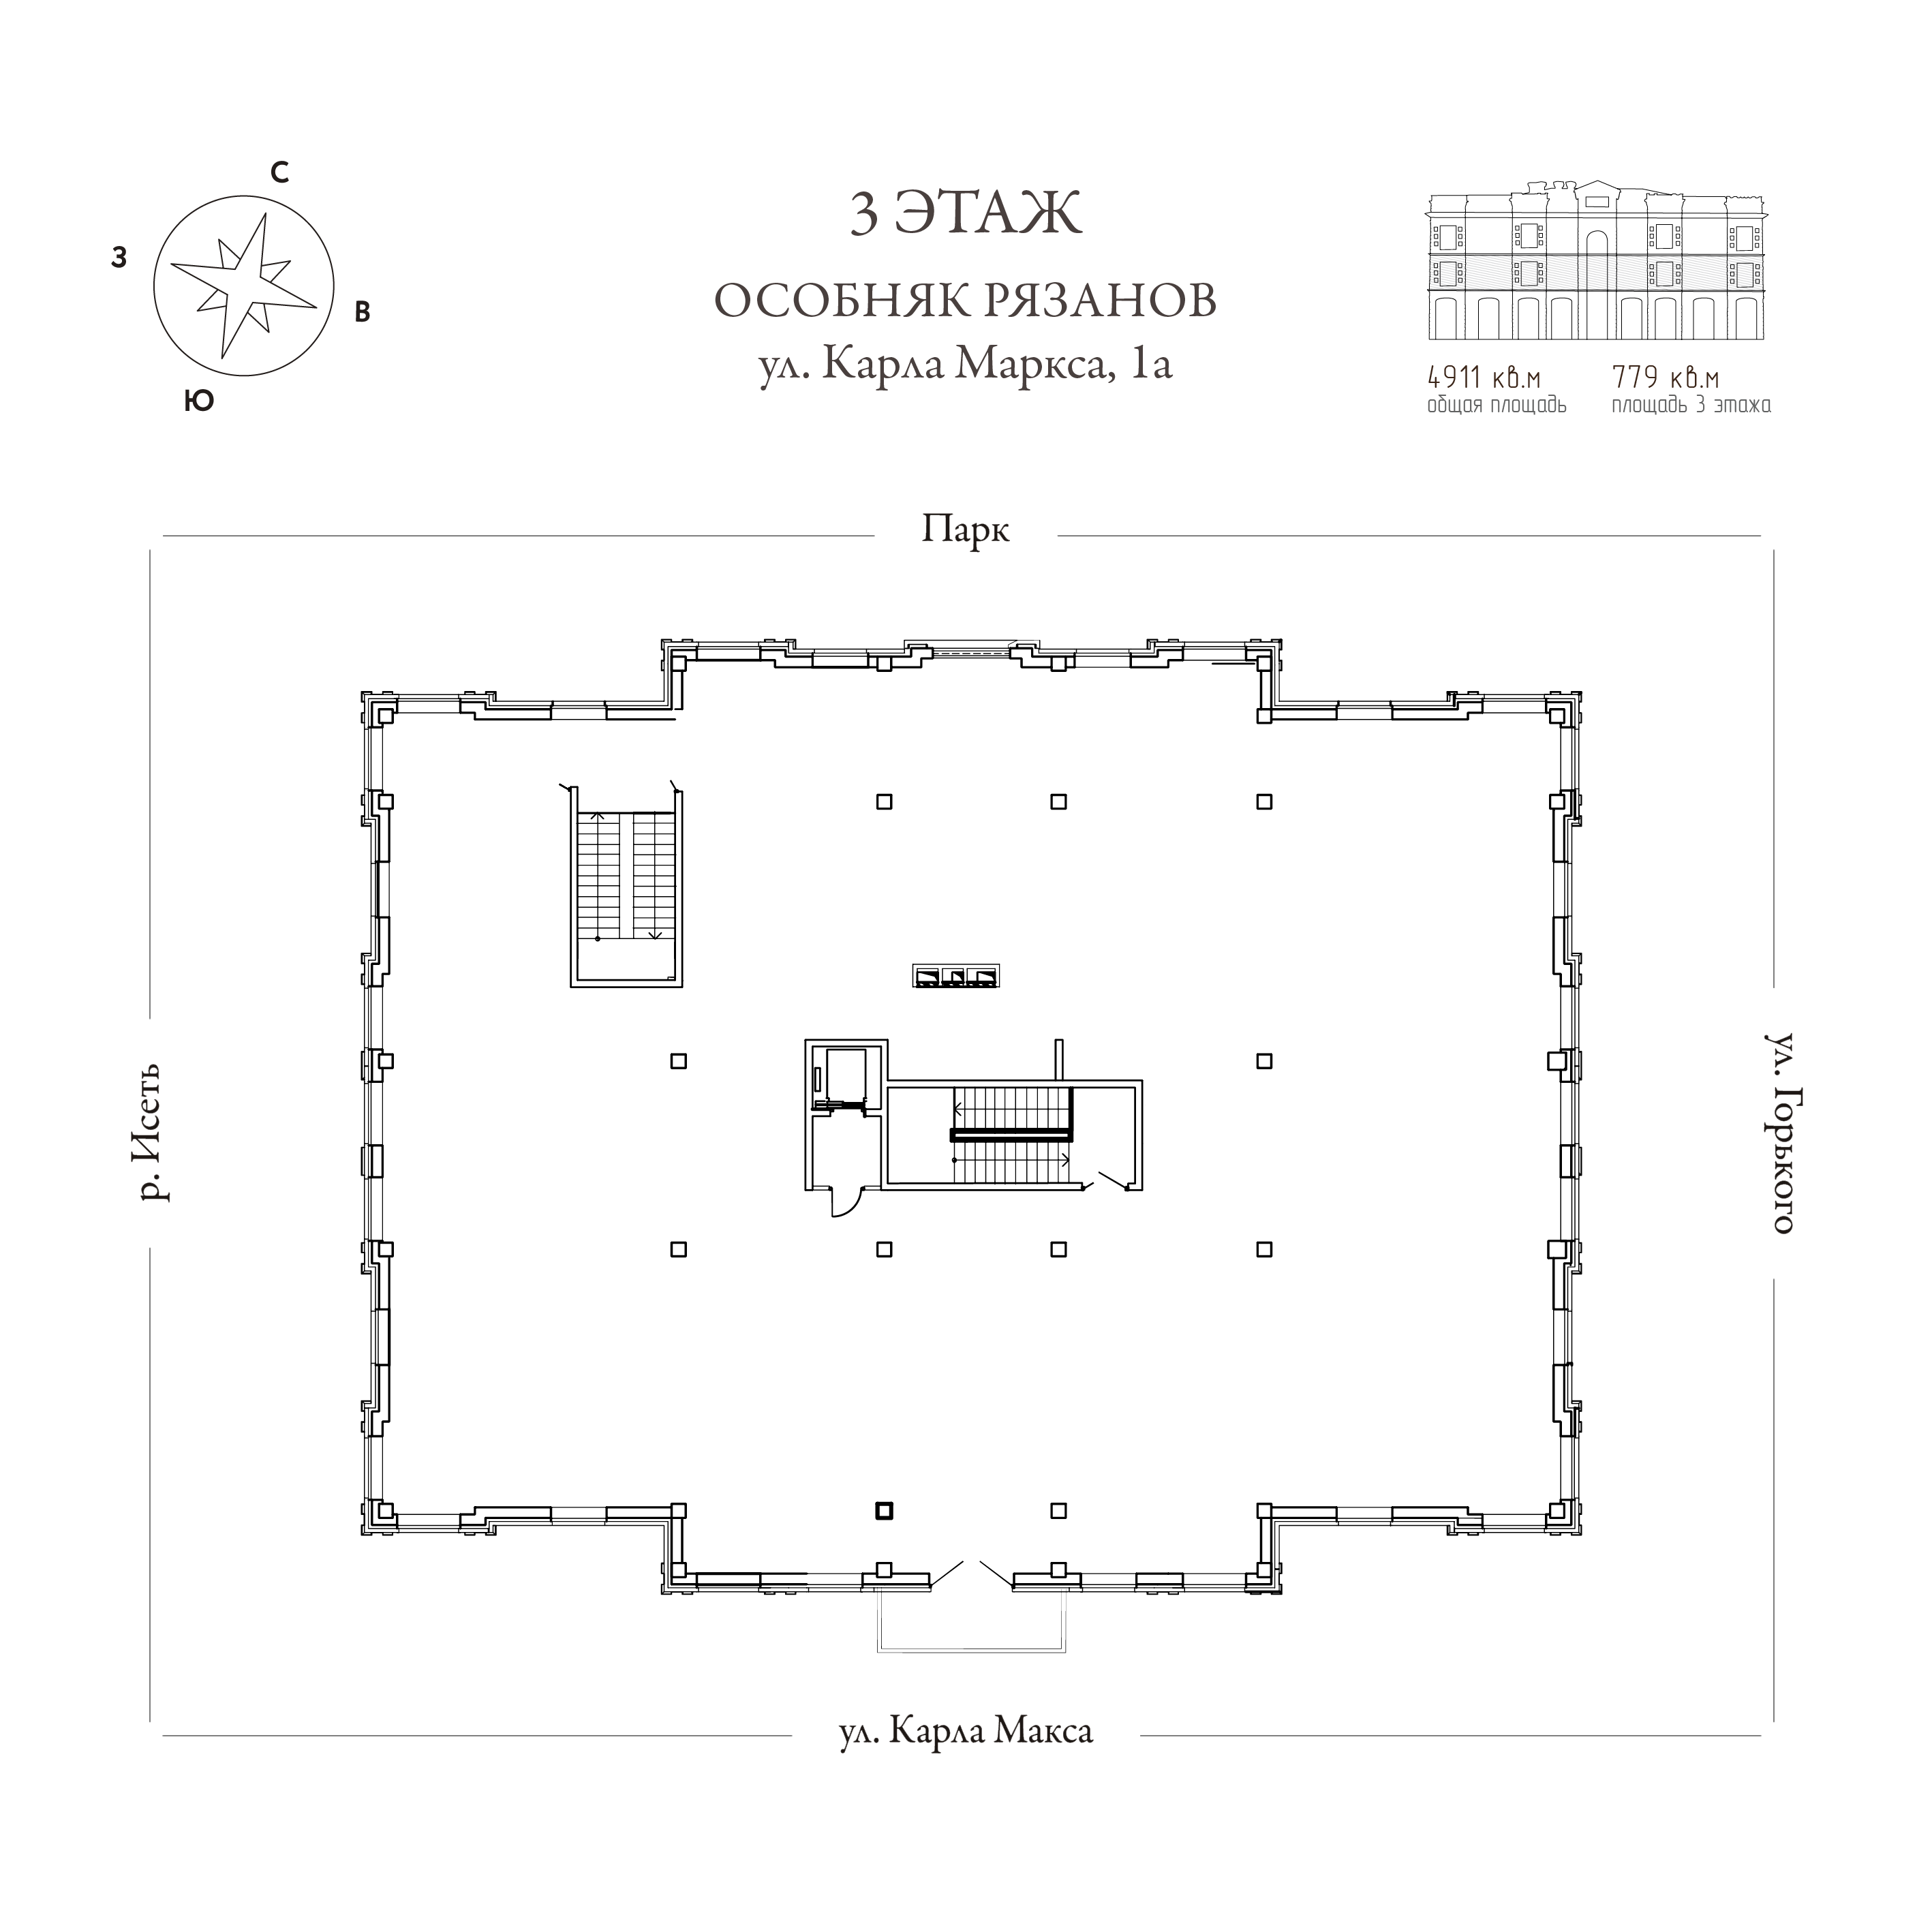 С
З
В
Ю
3 ЭТАЖ
ОСОБНЯК РЯЗАНОВ
ул. Карла Маркса, 1а
4911 кв.м
общая площадь
779 кв.м
площадь 3 этажа
Парк
р. Исеть
ул. Горького
ул. Карла Макса